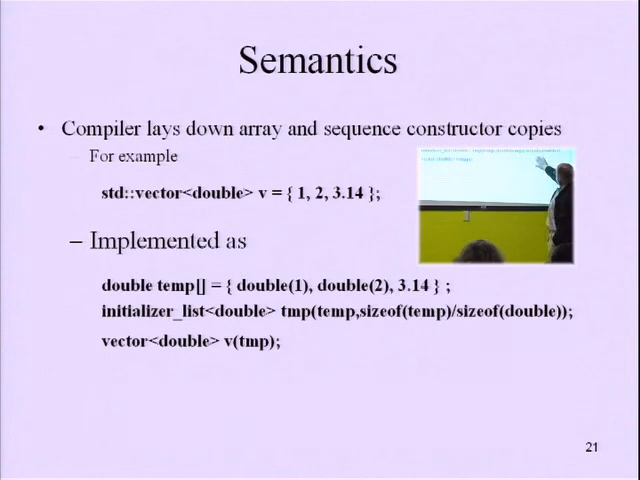 Semantics
• Compiler lays down array and sequence constructor copies
– For example
std::vector<double> v = { 1, 2, 3.14 };
– Implemented as
double temp[] = { double(1), double(2), 3.14 } ;
initializer_list<double> tmp(temp,sizeof(temp)/sizeof(double));
vector<double> v(tmp);
21